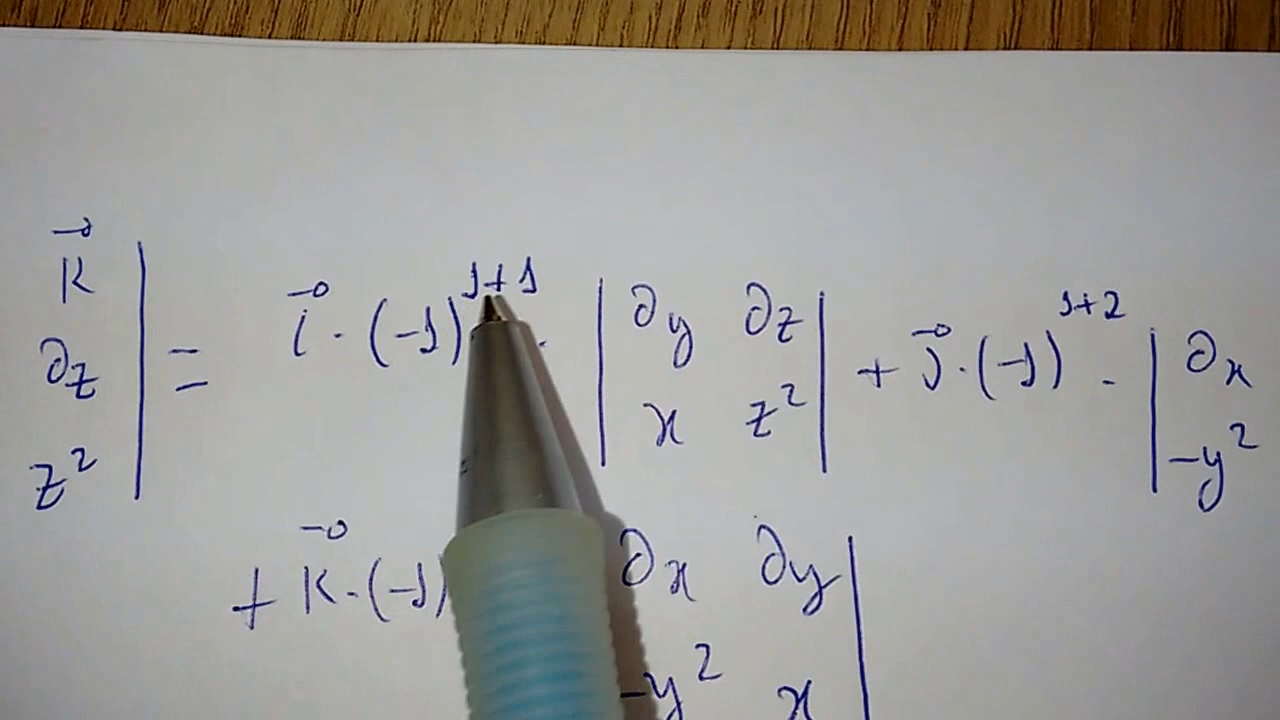 k⃗ | = i⃗ · (-1)^{1+1} · | ∂y ∂z | + j⃗ · (-1)^{1+2} · | ∂x
∂z | | x z² | | -y²
z² |
+ k⃗ · (-1) ∂x ∂y |
-y² x |